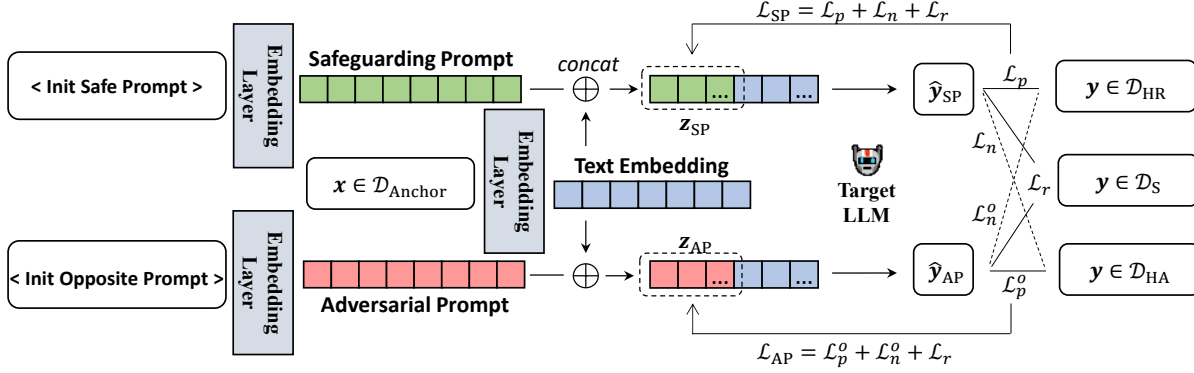 ℒ_SP = ℒ_p + ℒ_n + ℒ_r
< Init Safe Prompt >
Embedding Layer
Safeguarding Prompt
concat
...
...
z_SP
ŷ_SP
ℒ_p
y ∈ 𝒟_HR
ℒ_n
x ∈ 𝒟_Anchor
Embedding Layer
Text Embedding
Target
LLM
ℒ_r
y ∈ 𝒟_S
ℒ_n^o
< Init Opposite Prompt >
Embedding Layer
Adversarial Prompt
z_AP
...
...
ŷ_AP
ℒ_p^o
y ∈ 𝒟_HA
ℒ_AP = ℒ_p^o + ℒ_n^o + ℒ_r